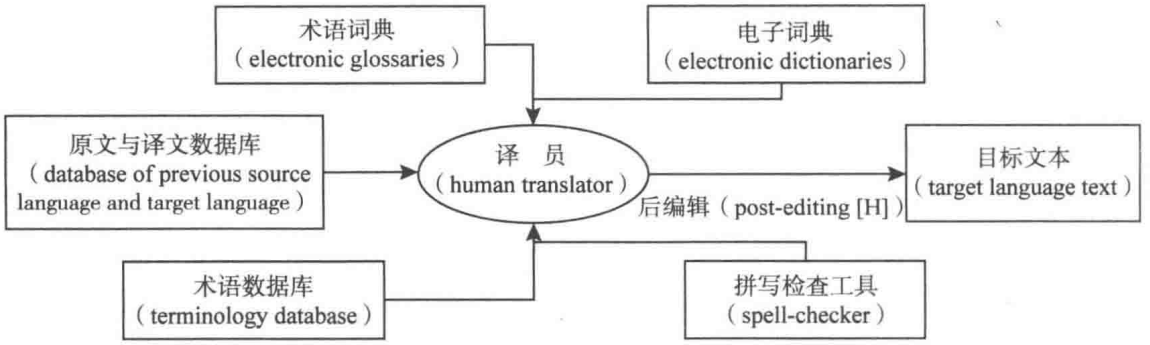 术语词典
（electronic glossaries）
电子词典
（electronic dictionaries）
原文与译文数据库
（database of previous source
language and target language）
译 员
（human translator）
目标文本
（target language text）
后编辑（post-editing [H]）
术语数据库
（terminology database）
拼写检查工具
（spell-checker）